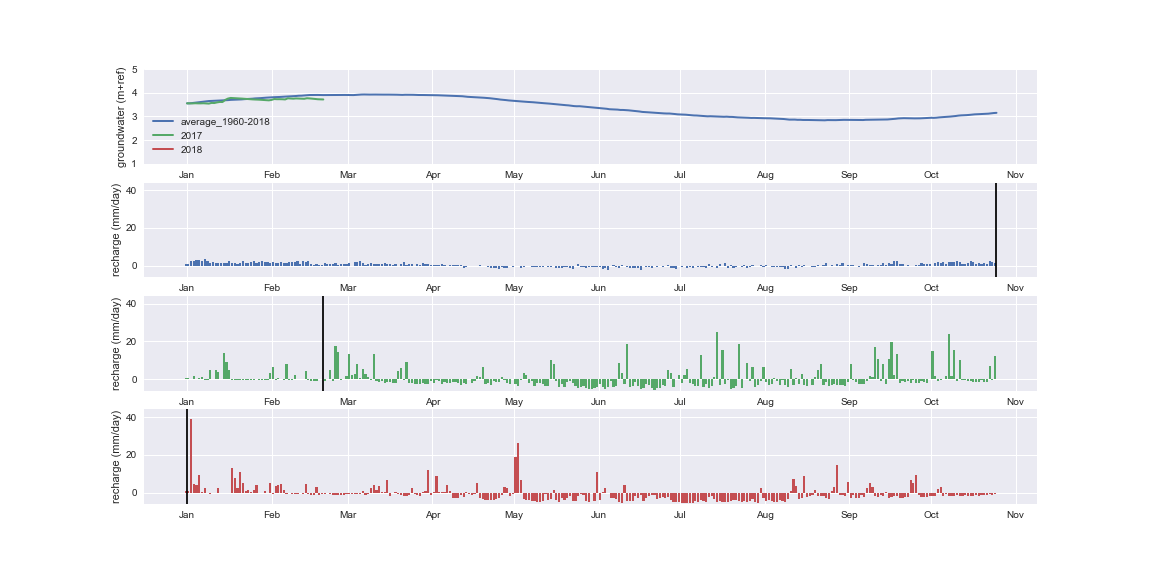 groundwater (m+ref)
5
4
3
2
1
average_1960-2018
2017
2018
Jan Feb Mar Apr May Jun Jul Aug Sep Oct Nov
recharge (mm/day)
40
20
0
Jan Feb Mar Apr May Jun Jul Aug Sep Oct Nov
recharge (mm/day)
40
20
0
Jan Feb Mar Apr May Jun Jul Aug Sep Oct Nov
recharge (mm/day)
40
20
0
Jan Feb Mar Apr May Jun Jul Aug Sep Oct Nov